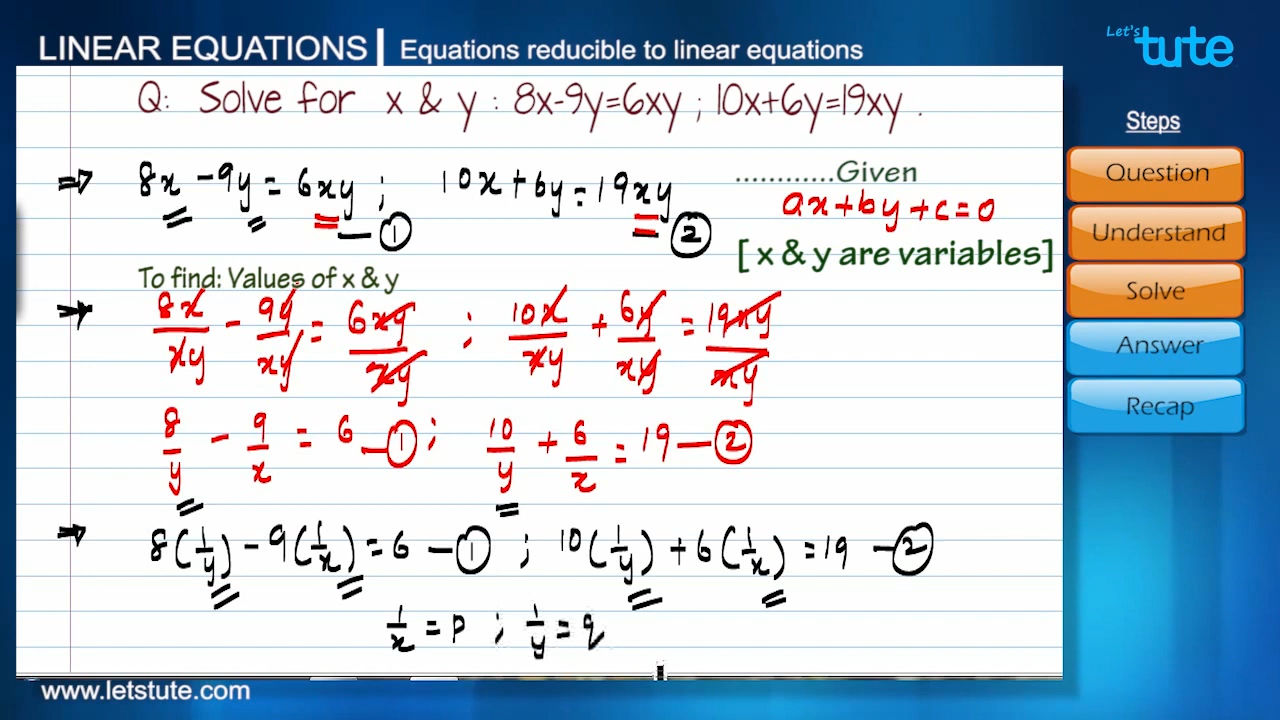 LINEAR EQUATIONS | Equations reducible to linear equations
Let's tute
Q: Solve for x & y : 8x-9y=6xy ; 10x+6y=19xy .
⇒ 8x - 9y = 6xy ; 10x + 6y = 19xy
— ① — ②
............Given
ax+by+c=0
[ x & y are variables]
To find: Values of x & y
⇒ 8x/xy - 9y/xy = 6xy/xy ; 10x/xy + 6y/xy = 19xy/xy
8/y - 9/x = 6 — ① ; 10/y + 6/x = 19 — ②
⇒ 8(1/y) - 9(1/x) = 6 — ① ; 10(1/y) + 6(1/x) = 19 — ②
1/x = p ; 1/y = q
Steps
Question
Understand
Solve
Answer
Recap
www.letstute.com